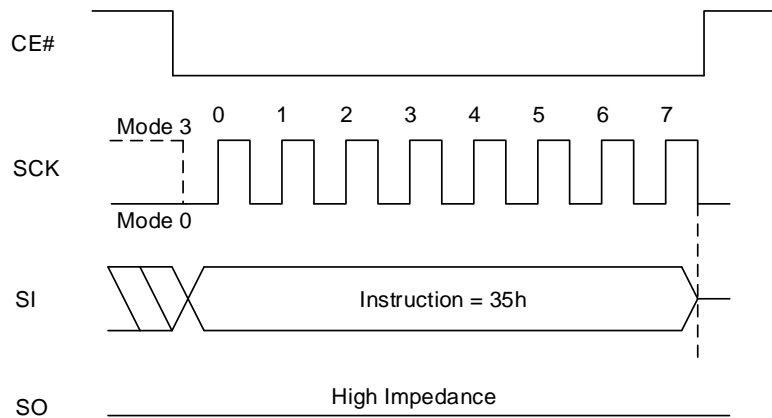 CE#
0 1 2 3 4 5 6 7
Mode 3
SCK
Mode 0
SI
Instruction = 35h
High Impedance
SO